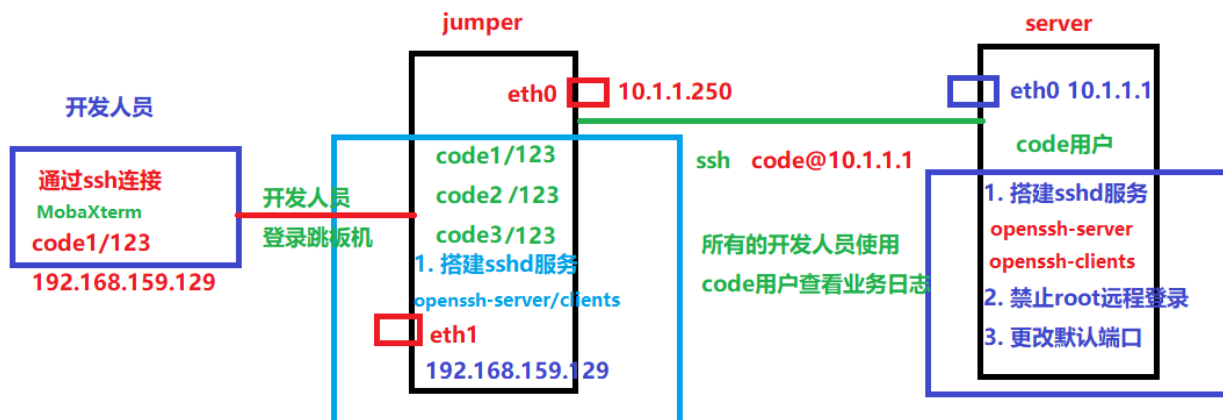 jumper
server
eth0
10.1.1.250
eth0 10.1.1.1
开发人员
code用户
code1/123
ssh code@10.1.1.1
通过ssh连接
MobaXterm
code1/123
192.168.159.129
开发人员
登录跳板机
code2 /123
code3/123
1. 搭建sshd服务
openssh-server/clients
eth1
192.168.159.129
所有的开发人员使用
code用户查看业务日志
1. 搭建sshd服务
openssh-server
openssh-clients
2. 禁止root远程登录
3. 更改默认端口